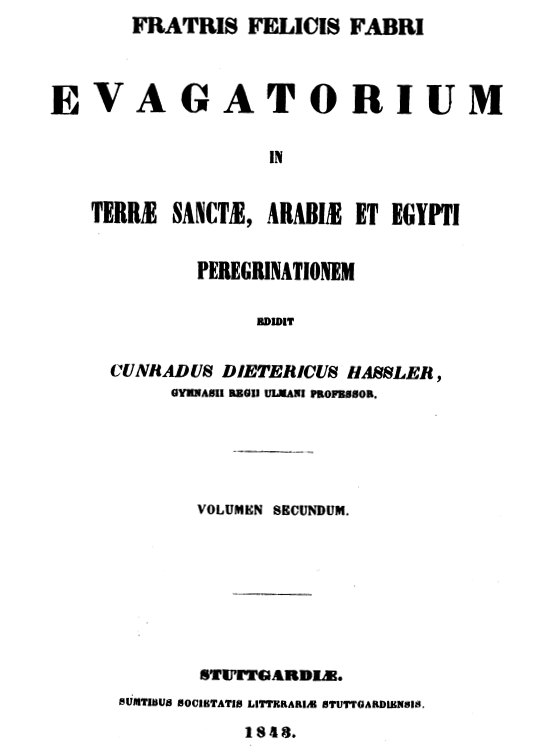 FRATRIS FELICIS FABRI
EVAGATORIUM
IN
TERRÆ SANCTÆ, ARABIÆ ET EGYPTI
PEREGRINATIONEM
EDIDIT
CUNRADUS DIETERICUS HASSLER,
GYMNASII REGII ULMANI PROFESSOR.
VOLUMEN SECUNDUM.
STUTTGARDIÆ.
SUMTIBUS SOCIETATIS LITTERARIÆ STUTTGARDIENSIS.
1843.